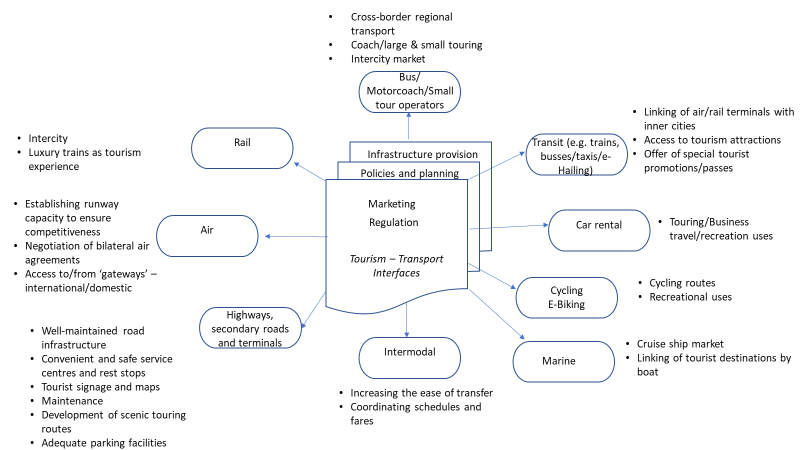 • Cross-border regional
transport
• Coach/large & small touring
• Intercity market
Bus/
Motorcoach/Small
tour operators
• Intercity
• Luxury trains as tourism
experience
Rail
Infrastructure provision
Policies and planning
Marketing
Regulation
Tourism – Transport
Interfaces
Transit (e.g. trains,
busses/taxis/e-
Hailing)
• Linking of air/rail terminals with
inner cities
• Access to tourism attractions
• Offer of special tourist
promotions/passes
• Establishing runway
capacity to ensure
competitiveness
• Negotiation of bilateral air
agreements
• Access to/from ‘gateways’ –
international/domestic
Air
Car rental
• Touring/Business
travel/recreation uses
Cycling
E-Biking
• Cycling routes
• Recreational uses
Highways,
secondary roads
and terminals
• Well-maintained road
infrastructure
• Convenient and safe service
centres and rest stops
• Tourist signage and maps
• Maintenance
• Development of scenic touring
routes
• Adequate parking facilities
Intermodal
• Increasing the ease of transfer
• Coordinating schedules and
fares
Marine
• Cruise ship market
• Linking of tourist destinations by
boat